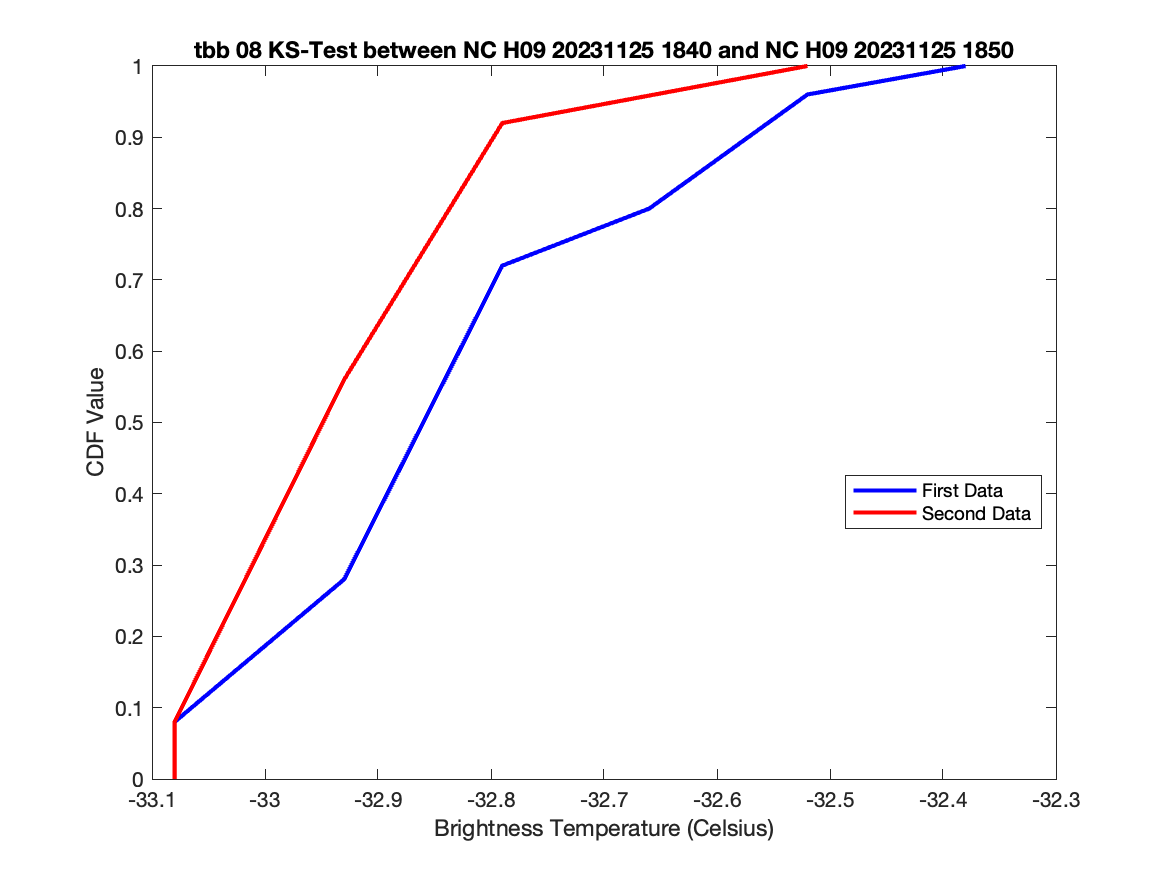 tbb 08 KS-Test between NC H09 20231125 1840 and NC H09 20231125 1850
1
0.9
0.8
0.7
0.6
0.5
0.4
0.3
0.2
0.1
0
CDF Value
First Data
Second Data
-33.1 -33 -32.9 -32.8 -32.7 -32.6 -32.5 -32.4 -32.3
Brightness Temperature (Celsius)